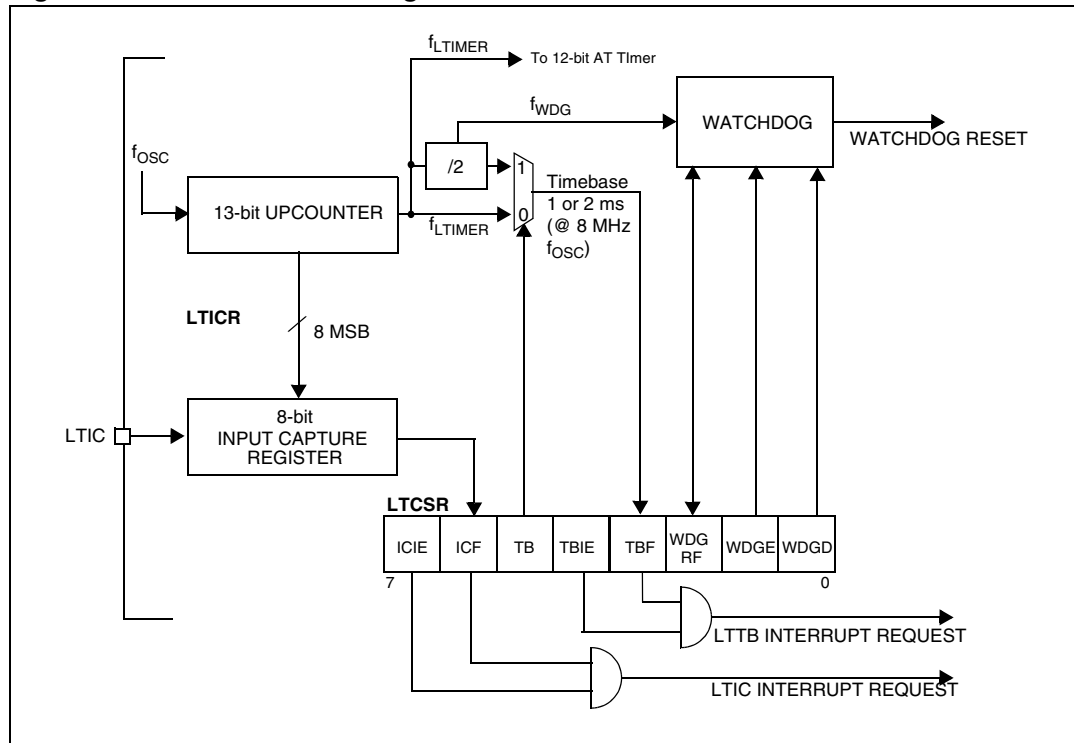 fLTIMER
To 12-bit AT TImer
fWDG
WATCHDOG
WATCHDOG RESET
fOSC
/2
1
0
Timebase
1 or 2 ms
(@ 8 MHz
fOSC)
13-bit UPCOUNTER
fLTIMER
LTICR
8 MSB
LTIC
8-bit
INPUT CAPTURE
REGISTER
LTCSR
ICIE ICF TB TBIE TBF WDG RF WDGE WDGD
7 0
LTTB INTERRUPT REQUEST
LTIC INTERRUPT REQUEST